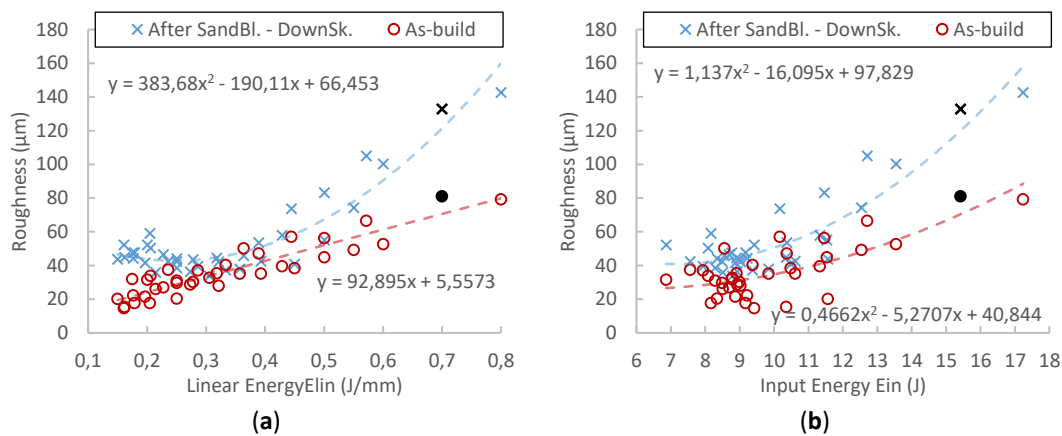 × After SandBl. - DownSk. As-build
180
160
140
120
100
80
60
40
20
0
Roughness (µm)
y = 383,68x² - 190,11x + 66,453
y = 92,895x + 5,5573
0,1 0,2 0,3 0,4 0,5 0,6 0,7 0,8
Linear EnergyElin (J/mm)
(a)
× After SandBl. - DownSk. As-build
180
160
140
120
100
80
60
40
20
0
Roughness (µm)
y = 1,137x² - 16,095x + 97,829
y = 0,4662x² - 5,2707x + 40,844
6 7 8 9 10 11 12 13 14 15 16 17 18
Input Energy Ein (J)
(b)